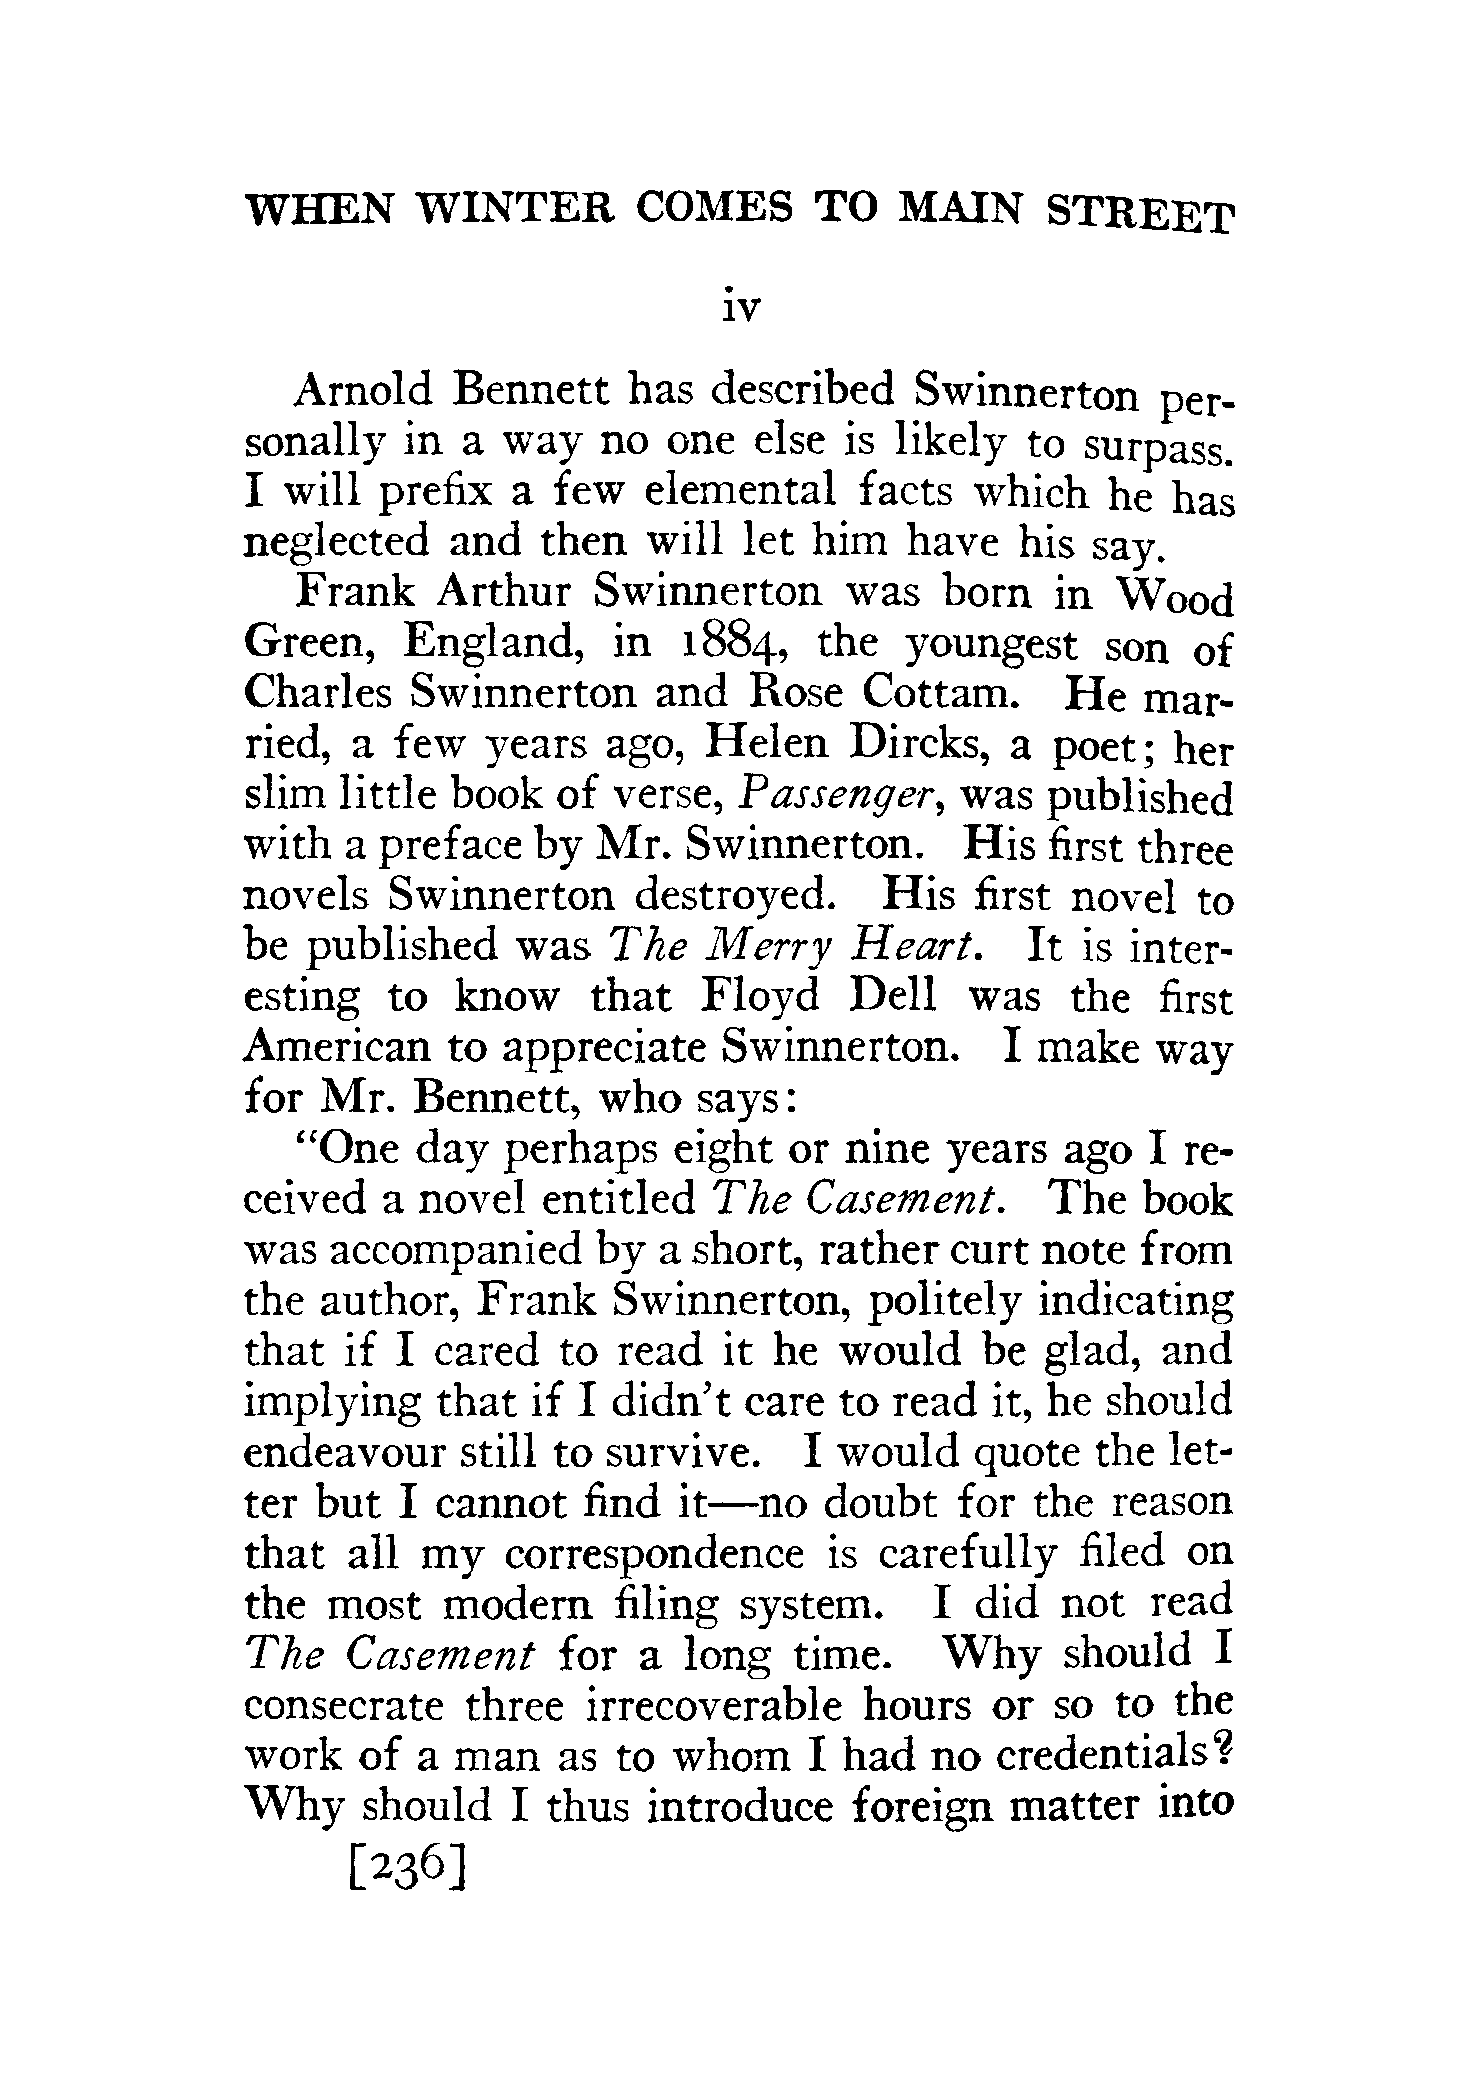 WHEN WINTER COMES TO MAIN STREET
iv
Arnold Bennett has described Swinnerton per-
sonally in a way no one else is likely to surpass.
I will prefix a few elemental facts which he has
neglected and then will let him have his say.
Frank Arthur Swinnerton was born in Wood
Green, England, in 1884, the youngest son of
Charles Swinnerton and Rose Cottam. He mar-
ried, a few years ago, Helen Dircks, a poet; her
slim little book of verse, Passenger, was published
with a preface by Mr. Swinnerton. His first three
novels Swinnerton destroyed. His first novel to
be published was The Merry Heart. It is inter-
esting to know that Floyd Dell was the first
American to appreciate Swinnerton. I make way
for Mr. Bennett, who says:
"One day perhaps eight or nine years ago I re-
ceived a novel entitled The Casement. The book
was accompanied by a short, rather curt note from
the author, Frank Swinnerton, politely indicating
that if I cared to read it he would be glad, and
implying that if I didn't care to read it, he should
endeavour still to survive. I would quote the let-
ter but I cannot find it—no doubt for the reason
that all my correspondence is carefully filed on
the most modern filing system. I did not read
The Casement for a long time. Why should I
consecrate three irrecoverable hours or so to the
work of a man as to whom I had no credentials?
Why should I thus introduce foreign matter into
[236]